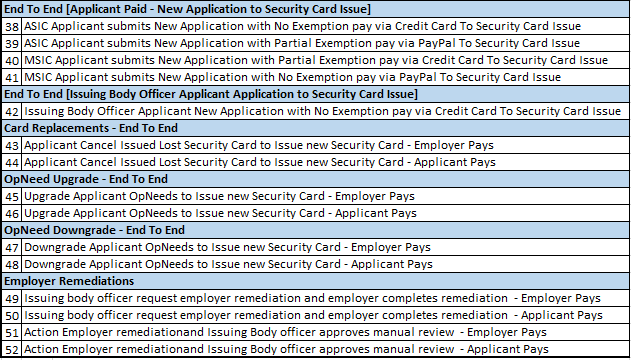 End To End [Applicant Paid - New Application to Security Card Issue]
38 ASIC Applicant submits New Application with No Exemption pay via Credit Card To Security Card Issue
39 ASIC Applicant submits New Application with Partial Exemption pay via PayPal To Security Card Issue
40 MSIC Applicant submits New Application with Partial Exemption pay via Credit Card To Security Card Issue
41 MSIC Applicant submits New Application with No Exemption pay via PayPal To Security Card Issue
End To End [Issuing Body Officer Applicant Application to Security Card Issue]
42 Issuing Body Officer Applicant New Application with No Exemption pay via Credit Card To Security Card Issue
Card Replacements - End To End
43 Applicant Cancel Issued Lost Security Card to Issue new Security Card - Employer Pays
44 Applicant Cancel Issued Lost Security Card to Issue new Security Card - Applicant Pays
OpNeed Upgrade - End To End
45 Upgrade Applicant OpNeeds to Issue new Security Card - Employer Pays
46 Upgrade Applicant OpNeeds to Issue new Security Card - Applicant Pays
OpNeed Downgrade - End To End
47 Downgrade Applicant OpNeeds to Issue new Security Card - Employer Pays
48 Downgrade Applicant OpNeeds to Issue new Security Card - Applicant Pays
Employer Remediations
49 Issuing body officer request employer remediation and employer completes remediation - Employer Pays
50 Issuing body officer request employer remediation and employer completes remediation - Applicant Pays
51 Action Employer remediationand Issuing Body officer approves manual review - Employer Pays
52 Action Employer remediationand Issuing Body officer approves manual review - Applicant Pays